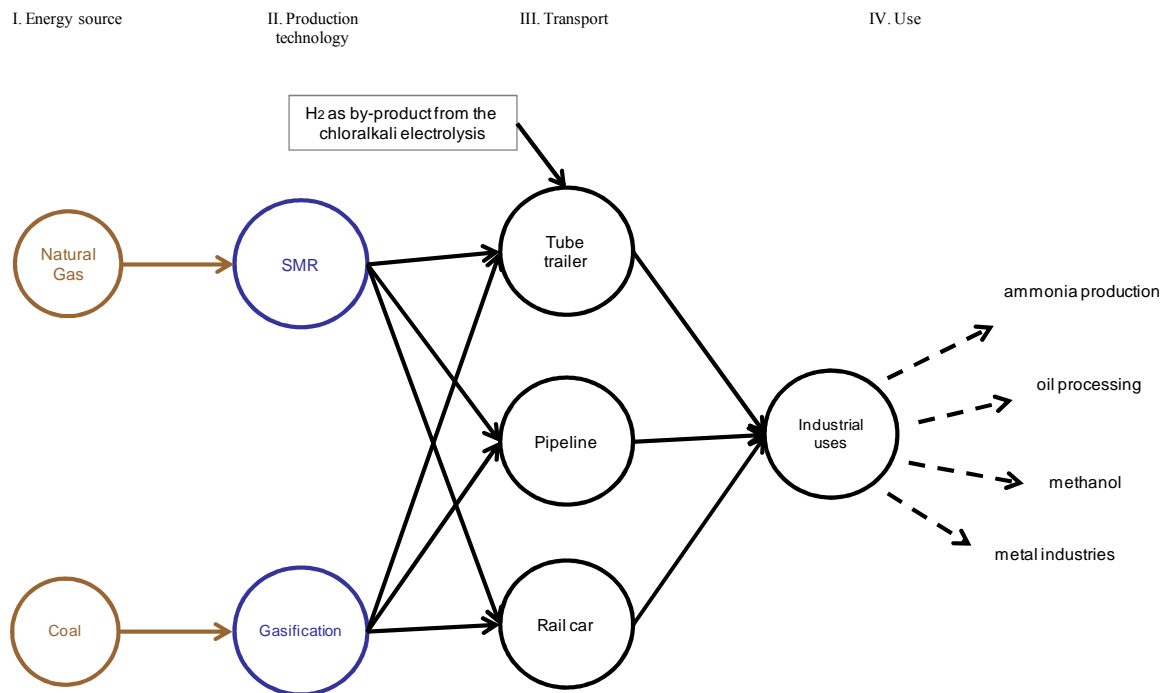 I. Energy source
II. Production
technology
III. Transport
IV. Use
H2 as by-product from the
chloralkali electrolysis
Natural
Gas
SMR
Tube
trailer
ammonia production
oil processing
Industrial
uses
Pipeline
methanol
metal industries
Coal
Gasification
Rail car